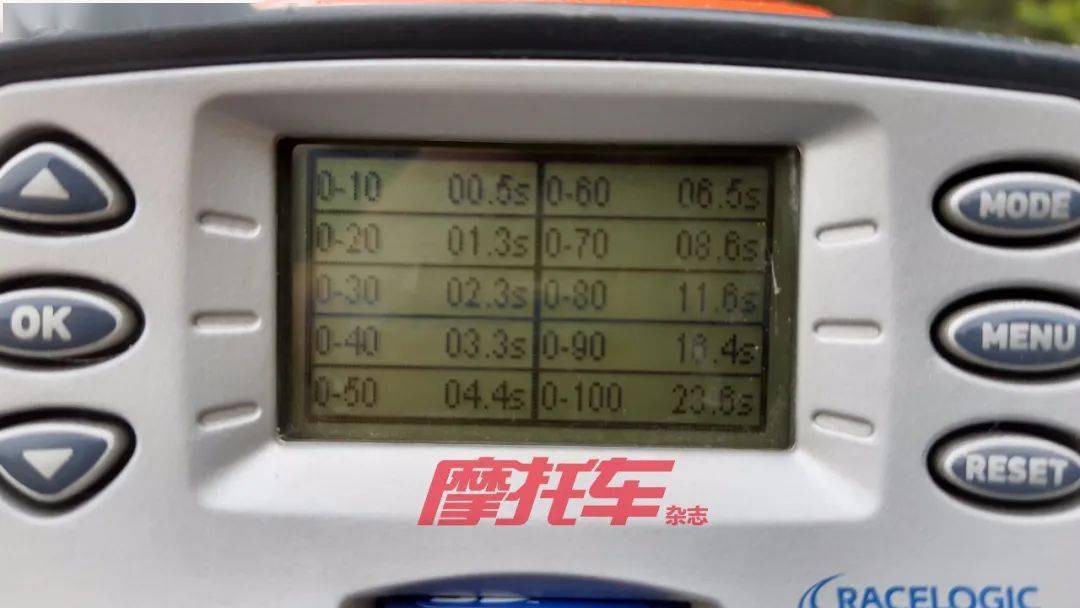 0-10 00.5s 0-60 06.5s
0-20 01.3s 0-70 08.6s
0-30 02.3s 0-80 11.6s
0-40 03.3s 0-90 16.4s
0-50 04.4s 0-100 23.6s
OK
MODE
MENU
RESET
摩托车杂志
RACELOGIC